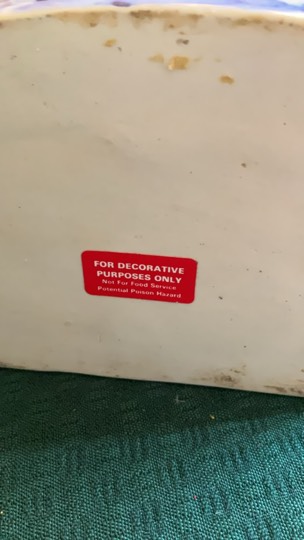 FOR DECORATIVE
PURPOSES ONLY
Not For Food Service
Potential Poison Hazard